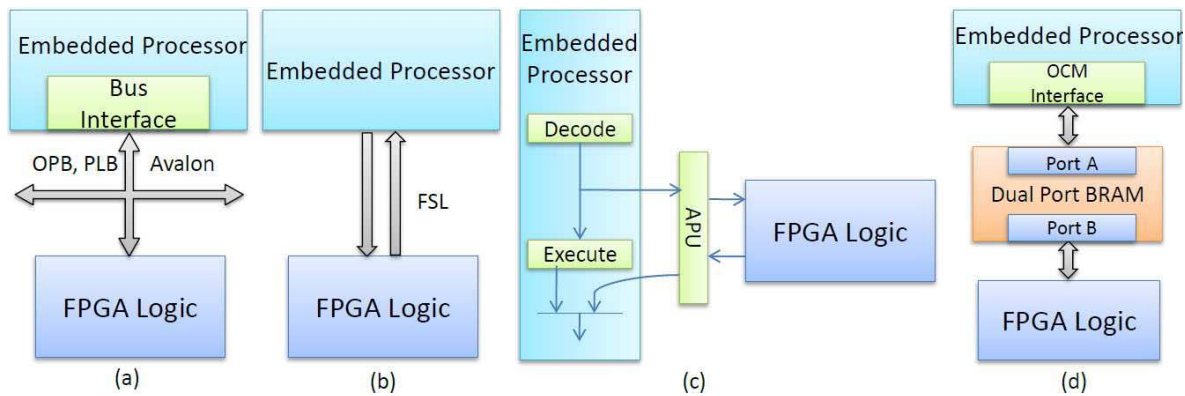 Embedded Processor
Bus
Interface
OPB, PLB
Avalon
FPGA Logic
(a)
Embedded Processor
FSL
FPGA Logic
(b)
Embedded
Processor
Decode
Execute
APU
FPGA Logic
(c)
Embedded Processor
OCM
Interface
Port A
Dual Port BRAM
Port B
FPGA Logic
(d)